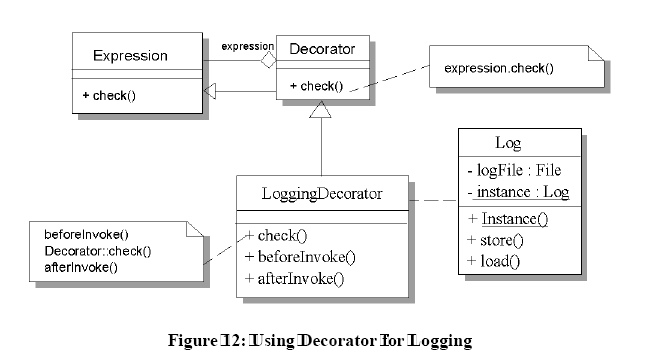 Expression
+ check()
expression
Decorator
+ check()
expression.check()
Log
- logFile : File
- instance : Log
+ Instance()
+ store()
+ load()
LoggingDecorator
+ check()
+ beforeInvoke()
+ afterInvoke()
beforeInvoke()
Decorator::check()
afterInvoke()
Figure 12: Using Decorator for Logging